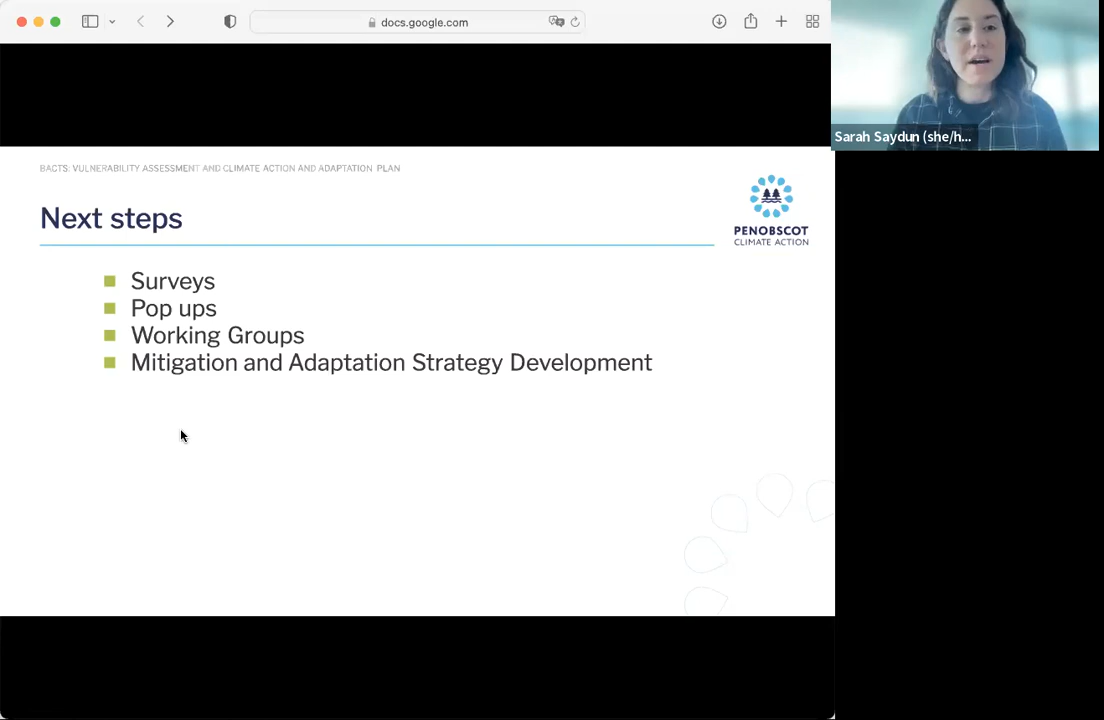 docs.google.com
Sarah Saydun (she/h...
BACTS: VULNERABILITY ASSESSMENT AND CLIMATE ACTION AND ADAPTATION PLAN
Next steps
PENOBSCOT
CLIMATE ACTION
Surveys
Pop ups
Working Groups
Mitigation and Adaptation Strategy Development